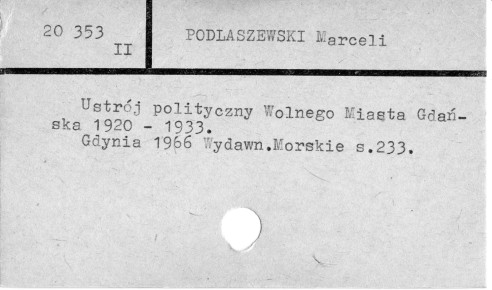 20 353
II
PODLASZEWSKI Marceli
Ustrój polityczny Wolnego Miasta Gdań-
ska 1920 - 1933.
Gdynia 1966 Wydawn.Morskie s.233.